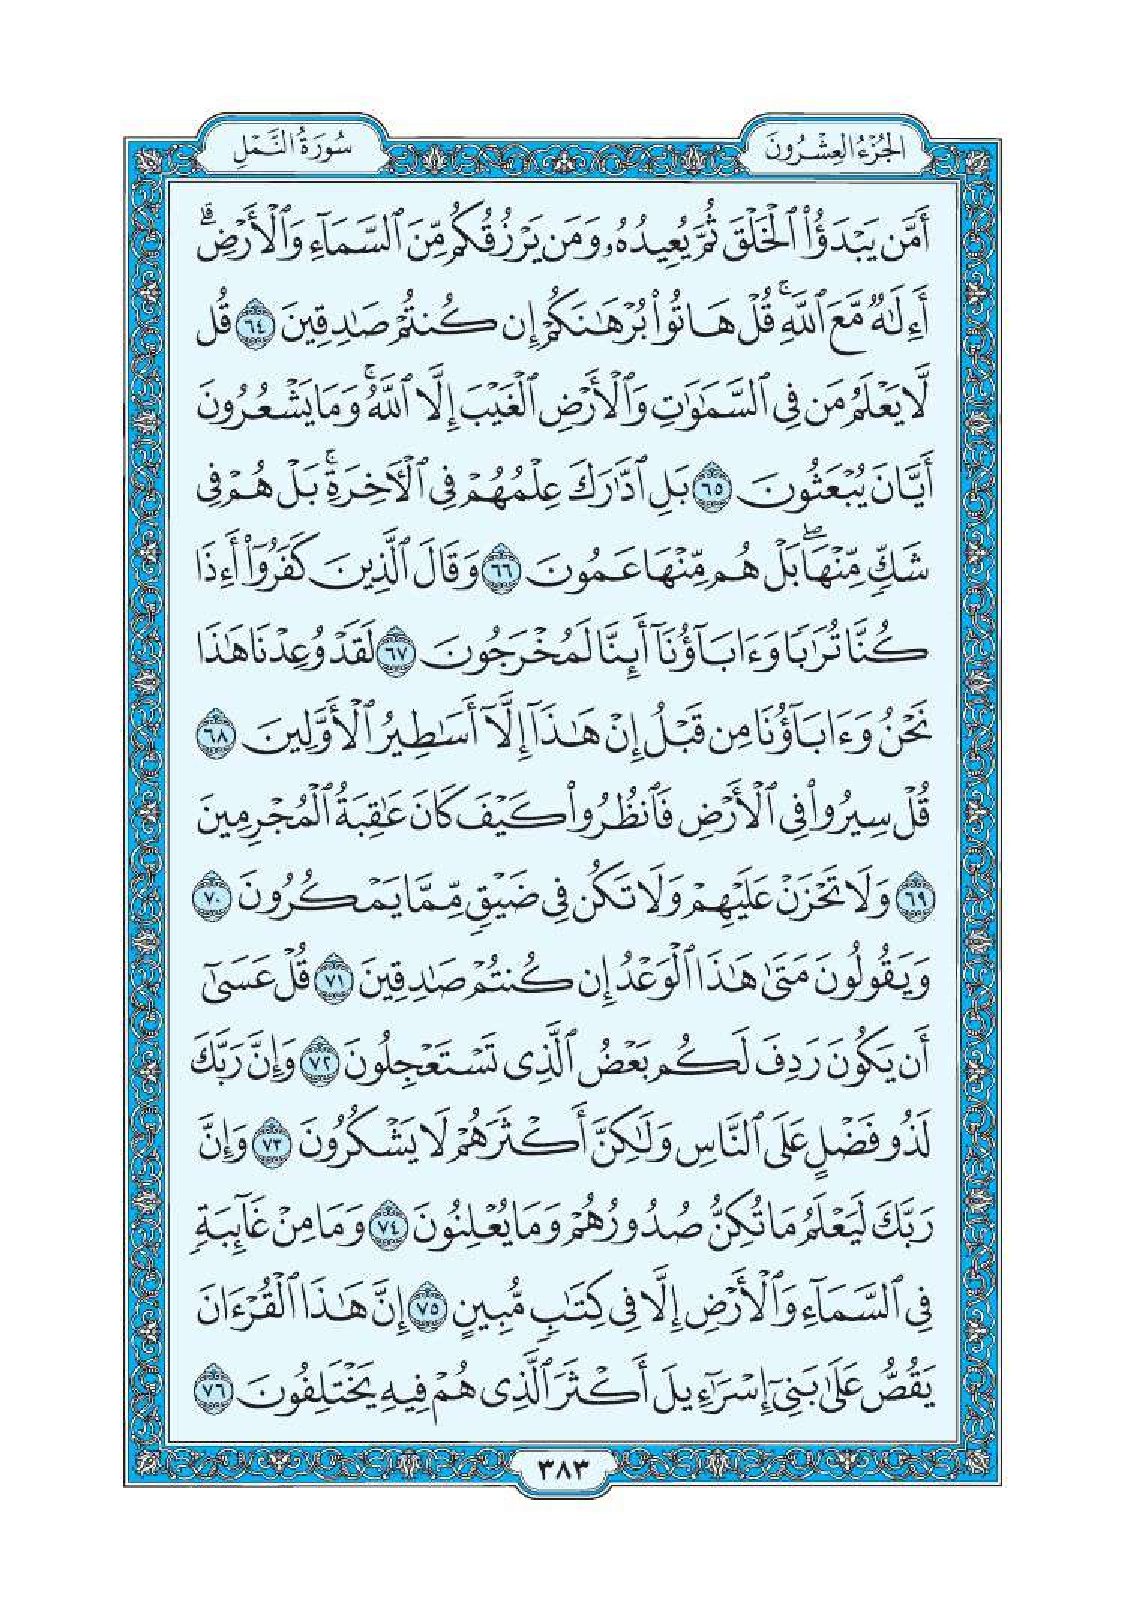 الجُزْءُ العِشْرُونَ
سُورَةُ النَّمْلِ
أَمَّن يَبْدَؤُا۟ ٱلْخَلْقَ ثُمَّ يُعِيدُهُۥ وَمَن يَرْزُقُكُم مِّنَ ٱلسَّمَآءِ وَٱلْأَرْضِ ۗ
أَءِلَـٰهٌ مَّعَ ٱللَّهِ ۚ قُلْ هَاتُوا۟ بُرْهَـٰنَكُمْ إِن كُنتُمْ صَـٰدِقِينَ ٦٤ قُل
لَّا يَعْلَمُ مَن فِى ٱلسَّمَـٰوَٰتِ وَٱلْأَرْضِ ٱلْغَيْبَ إِلَّا ٱللَّهُ ۚ وَمَا يَشْعُرُونَ
أَيَّانَ يُبْعَثُونَ ٦٥ بَلِ ٱدَّٰرَكَ عِلْمُهُمْ فِى ٱلْـَٔاخِرَةِ ۚ بَلْ هُمْ فِى
شَكٍّ مِّنْهَا ۖ بَلْ هُم مِّنْهَا عَمُونَ ٦٦ وَقَالَ ٱلَّذِينَ كَفَرُوٓا۟ أَءِذَا
كُنَّا تُرَٰبًا وَءَابَآؤُنَآ أَئِنَّا لَمُخْرَجُونَ ٦٧ لَقَدْ وُعِدْنَا هَـٰذَا
نَحْنُ وَءَابَآؤُنَا مِن قَبْلُ إِنْ هَـٰذَآ إِلَّآ أَسَـٰطِيرُ ٱلْأَوَّلِينَ ٦٨
قُلْ سِيرُوا۟ فِى ٱلْأَرْضِ فَٱنظُرُوا۟ كَيْفَ كَانَ عَـٰقِبَةُ ٱلْمُجْرِمِينَ
٦٩ وَلَا تَحْزَنْ عَلَيْهِمْ وَلَا تَكُن فِى ضَيْقٍ مِّمَّا يَمْكُرُونَ ٧٠
وَيَقُولُونَ مَتَىٰ هَـٰذَا ٱلْوَعْدُ إِن كُنتُمْ صَـٰدِقِينَ ٧١ قُلْ عَسَىٰٓ
أَن يَكُونَ رَدِفَ لَكُم بَعْضُ ٱلَّذِى تَسْتَعْجِلُونَ ٧٢ وَإِنَّ رَبَّكَ
لَذُو فَضْلٍ عَلَى ٱلنَّاسِ وَلَـٰكِنَّ أَكْثَرَهُمْ لَا يَشْكُرُونَ ٧٣ وَإِنَّ
رَبَّكَ لَيَعْلَمُ مَا تُكِنُّ صُدُورُهُمْ وَمَا يُعْلِنُونَ ٧٤ وَمَا مِنْ غَآئِبَةٍ
فِى ٱلسَّمَآءِ وَٱلْأَرْضِ إِلَّا فِى كِتَـٰبٍ مُّبِينٍ ٧٥ إِنَّ هَـٰذَا ٱلْقُرْءَانَ
يَقُصُّ عَلَىٰ بَنِىٓ إِسْرَٰٓءِيلَ أَكْثَرَ ٱلَّذِى هُمْ فِيهِ يَخْتَلِفُونَ ٧٦
٣٨٣